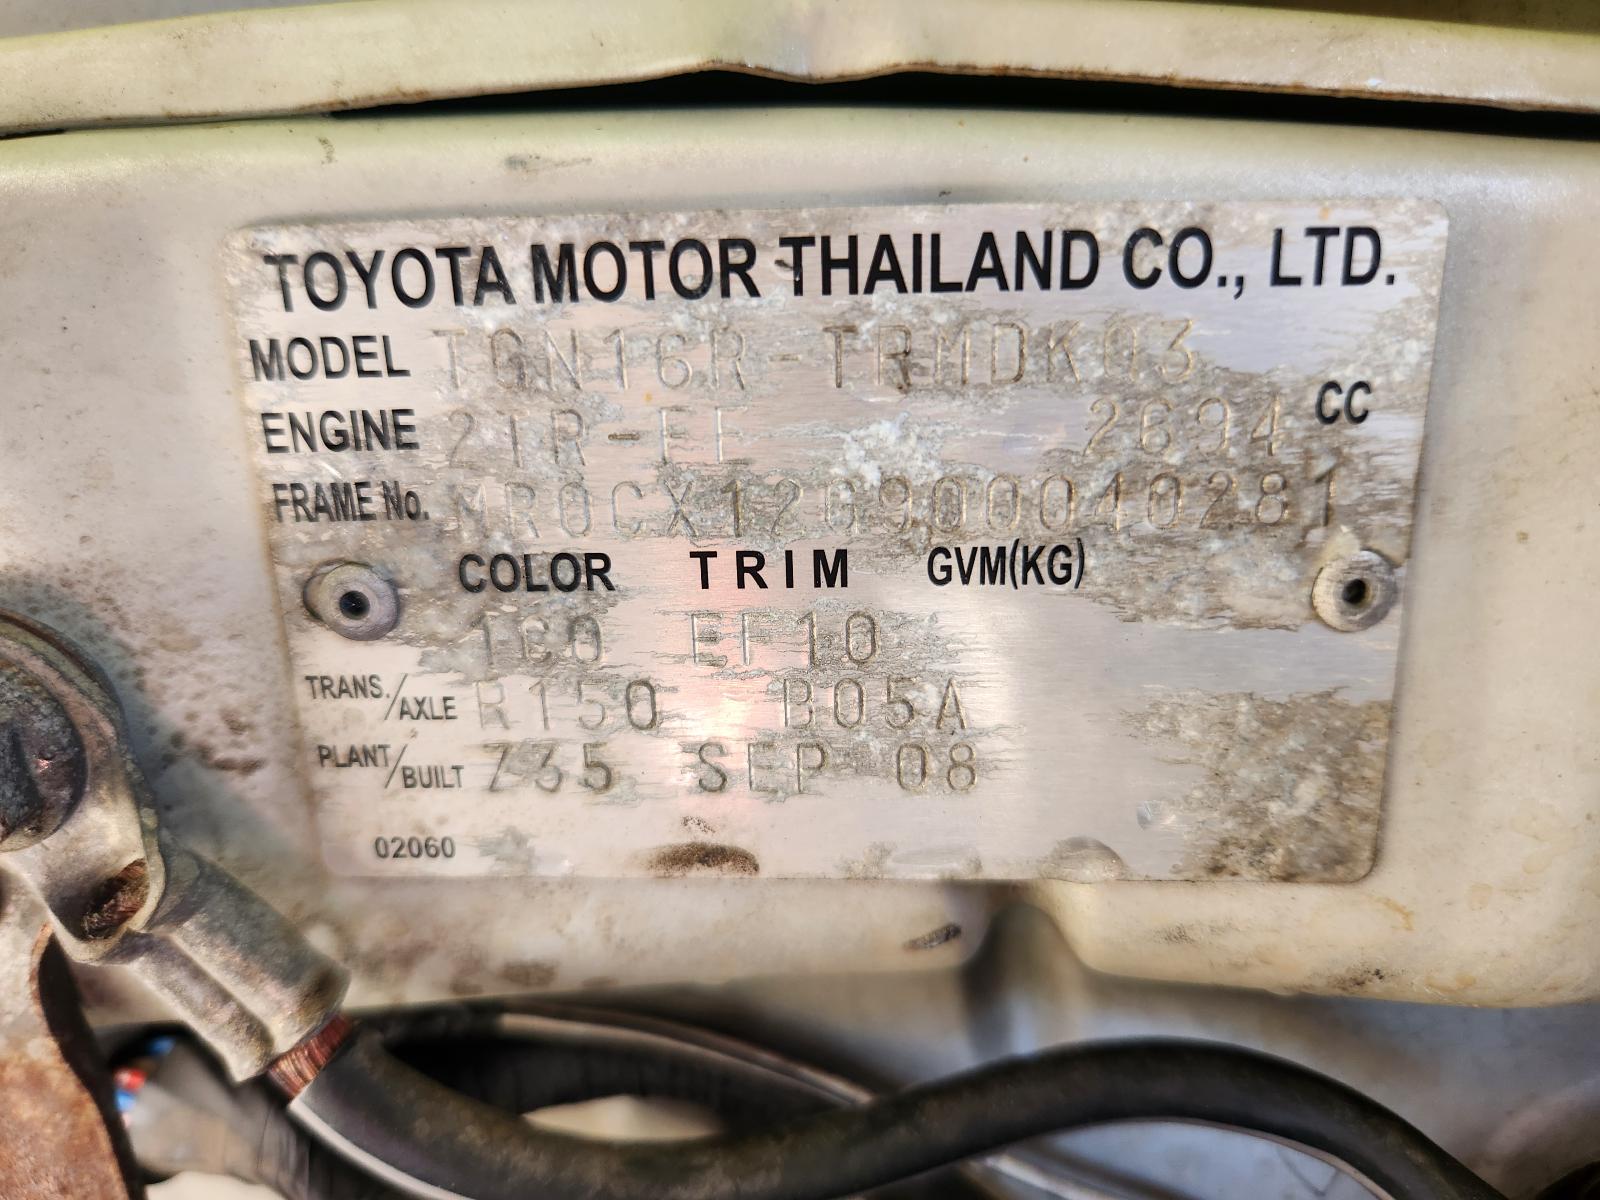 TOYOTA MOTOR THAILAND CO., LTD.
MODEL TGN16R-TRMDK03
ENGINE 2TR-FE 2694 CC
FRAME No. MR0CX12G900040281
COLOR TRIM GVM(KG)
1C0 EF10
TRANS./AXLE R150 B05A
PLANT/BUILT Z35 SEP 08
02060